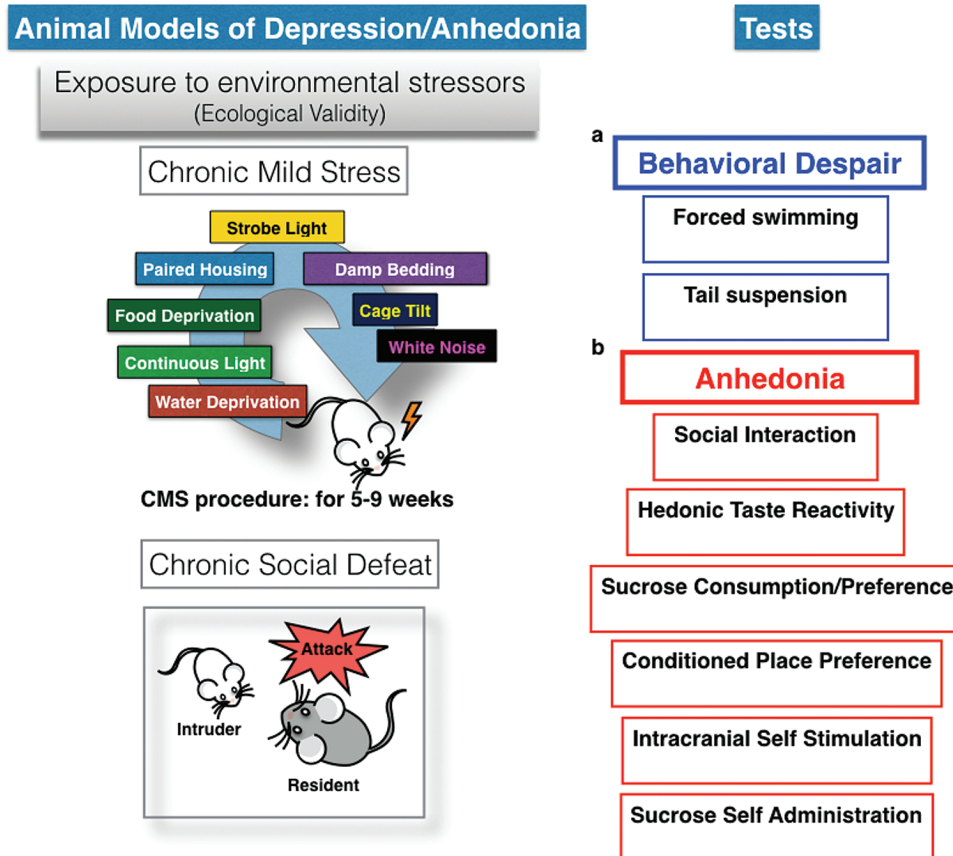 Animal Models of Depression/Anhedonia
Exposure to environmental stressors
(Ecological Validity)
Chronic Mild Stress
Strobe Light
Paired Housing
Damp Bedding
Food Deprivation
Cage Tilt
White Noise
Continuous Light
Water Deprivation
CMS procedure: for 5-9 weeks
Chronic Social Defeat
Attack
Intruder
Resident
Tests
a
Behavioral Despair
Forced swimming
Tail suspension
b
Anhedonia
Social Interaction
Hedonic Taste Reactivity
Sucrose Consumption/Preference
Conditioned Place Preference
Intracranial Self Stimulation
Sucrose Self Administration